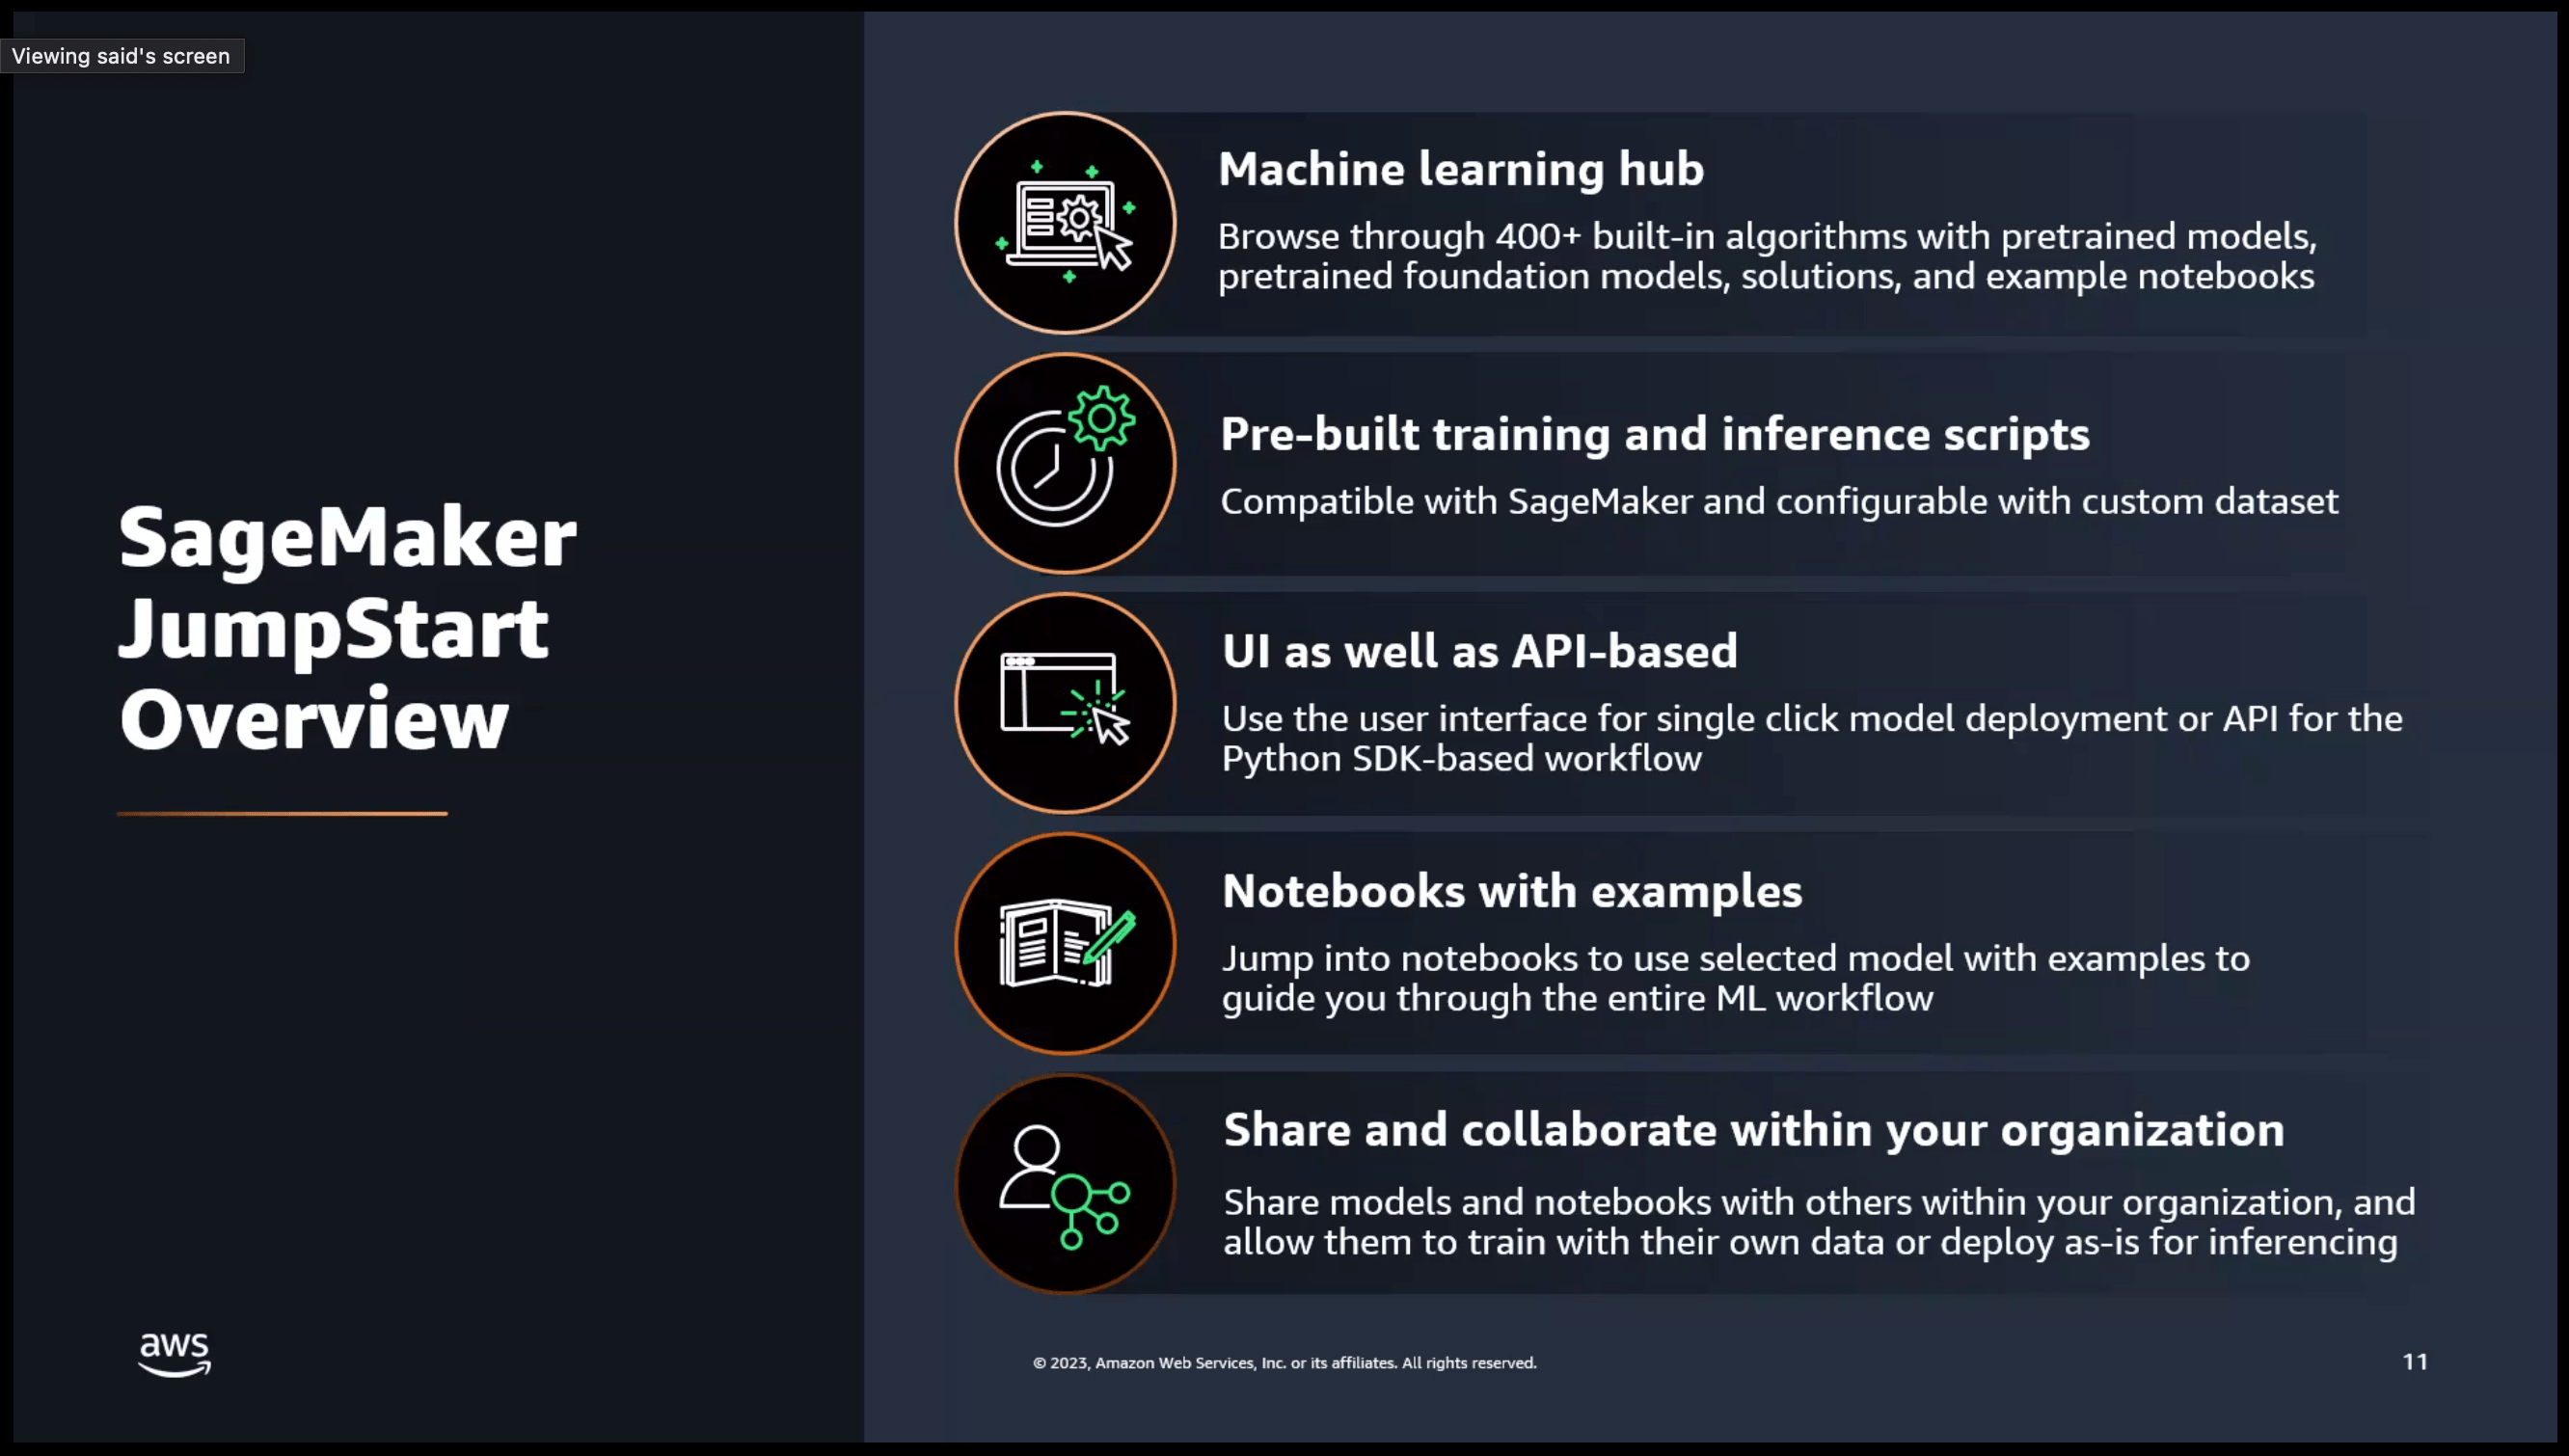 Viewing said's screen
SageMaker
JumpStart
Overview
Machine learning hub
Browse through 400+ built-in algorithms with pretrained models,
pretrained foundation models, solutions, and example notebooks
Pre-built training and inference scripts
Compatible with SageMaker and configurable with custom dataset
UI as well as API-based
Use the user interface for single click model deployment or API for the
Python SDK-based workflow
Notebooks with examples
Jump into notebooks to use selected model with examples to
guide you through the entire ML workflow
Share and collaborate within your organization
Share models and notebooks with others within your organization, and
allow them to train with their own data or deploy as-is for inferencing
aws
© 2023, Amazon Web Services, Inc. or its affiliates. All rights reserved.
11